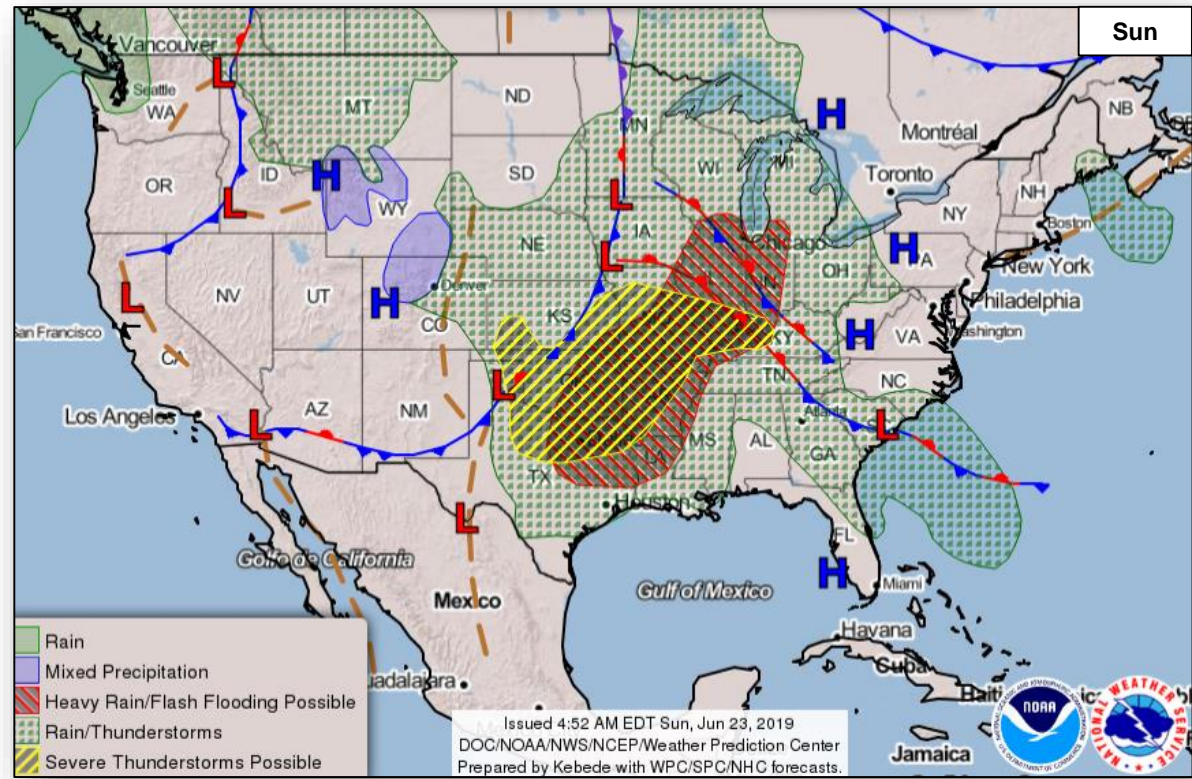 Sun
Vancouver
Seattle
WA
MT
ND
MN
NB
Montréal
OR
ID
SD
WI
MI
Toronto
NH
WY
NY
Boston
NE
IA
Chicago
PA
New York
NV
UT
Denver
OH
IN
Philadelphia
San Francisco
CO
KS
KY
VA
Washington
CA
TN
NC
Los Angeles
AZ
NM
Atlanta
MS
AL
GA
TX
LA
Houston
FL
Golfo de California
Gulf of Mexico
Miami
Mexico
Havana
Cuba
Guadalajara
Haiti
Jamaica
H
H
H
H
H
H
L
L
L
L
L
L
L
L
L
Rain
Mixed Precipitation
Heavy Rain/Flash Flooding Possible
Rain/Thunderstorms
Severe Thunderstorms Possible
Issued 4:52 AM EDT Sun, Jun 23, 2019
DOC/NOAA/NWS/NCEP/Weather Prediction Center
Prepared by Kebede with WPC/SPC/NHC forecasts.
NOAA
NATIONAL WEATHER SERVICE